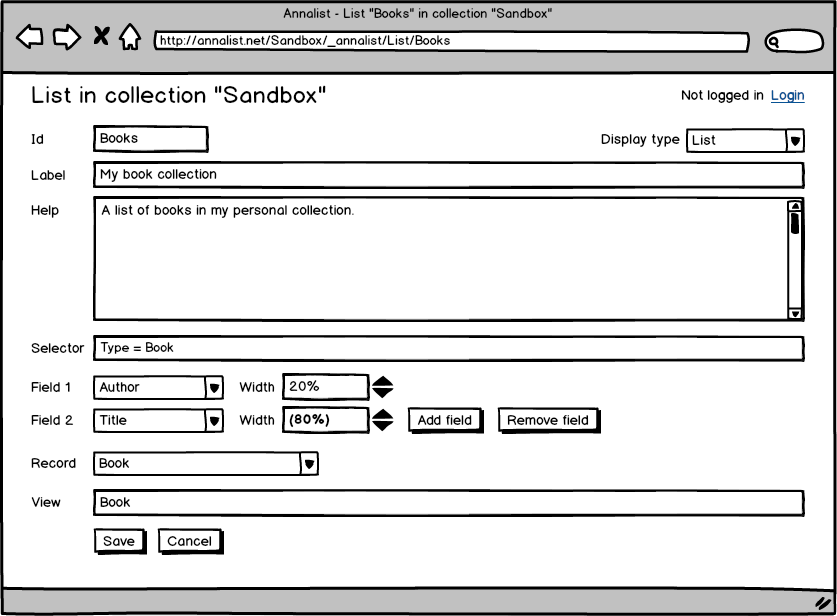 Annalist - List "Books" in collection "Sandbox"
http://annalist.net/Sandbox/_annalist/List/Books
List in collection "Sandbox" Not logged in Login
Id Books Display type List
Label My book collection
Help A list of books in my personal collection.
Selector Type = Book
Field 1 Author Width 20%
Field 2 Title Width (80%) Add field Remove field
Record Book
View Book
Save Cancel